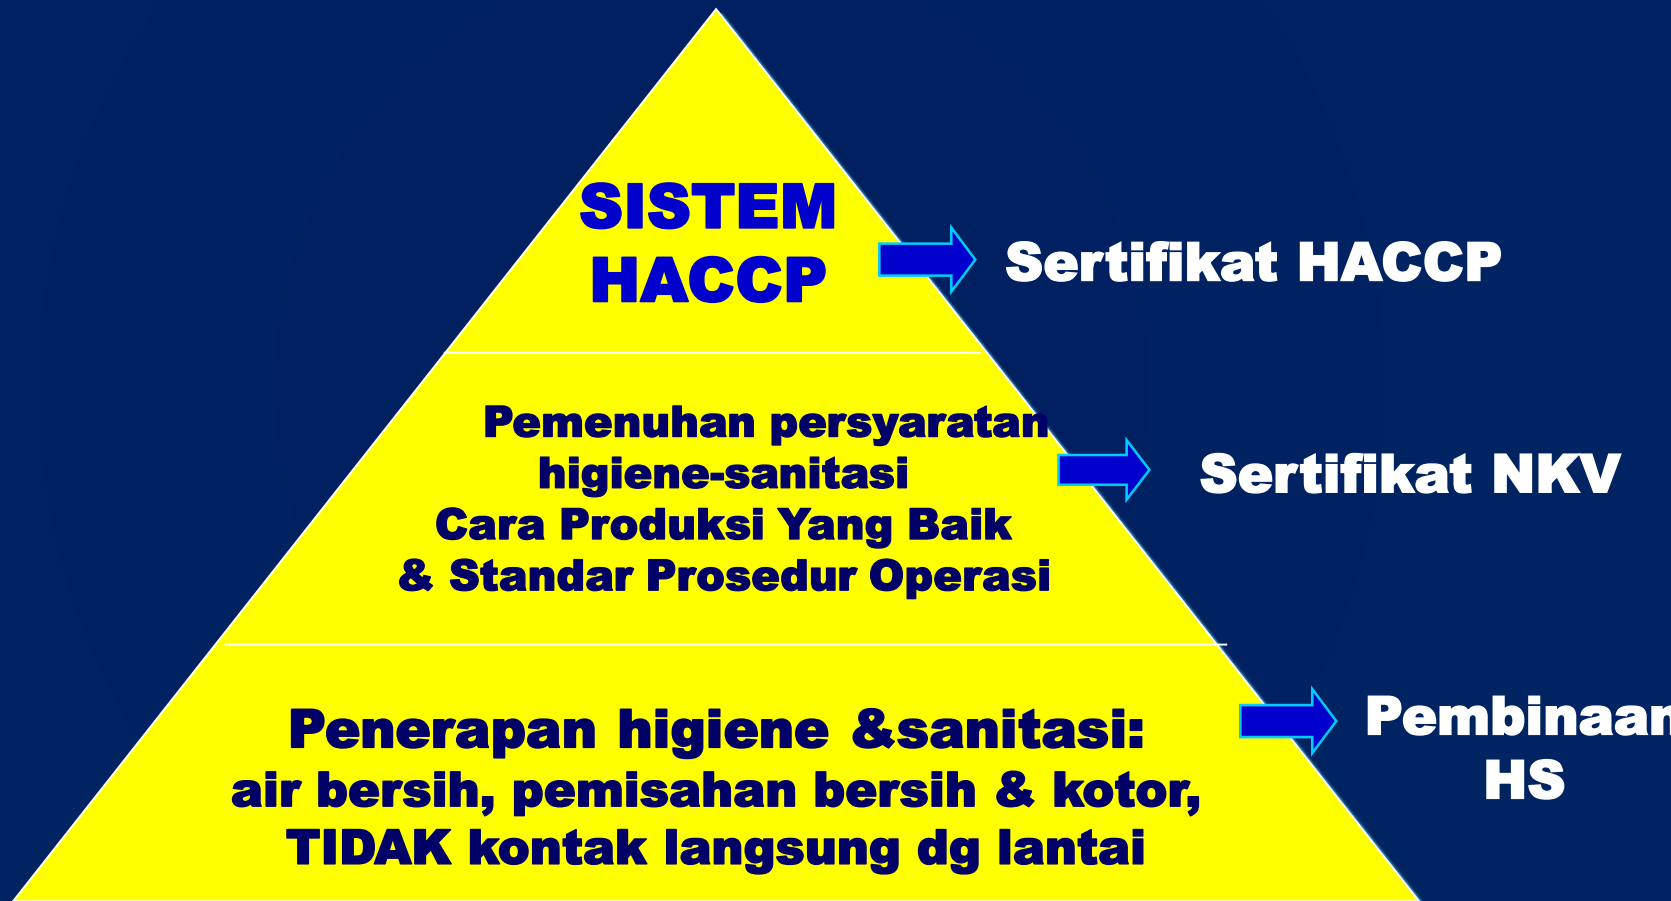 SISTEM
HACCP
Sertifikat HACCP
Pemenuhan persyaratan
higiene-sanitasi
Cara Produksi Yang Baik
& Standar Prosedur Operasi
Sertifikat NKV
Penerapan higiene &sanitasi:
air bersih, pemisahan bersih & kotor,
TIDAK kontak langsung dg lantai
Pembinaan
HS